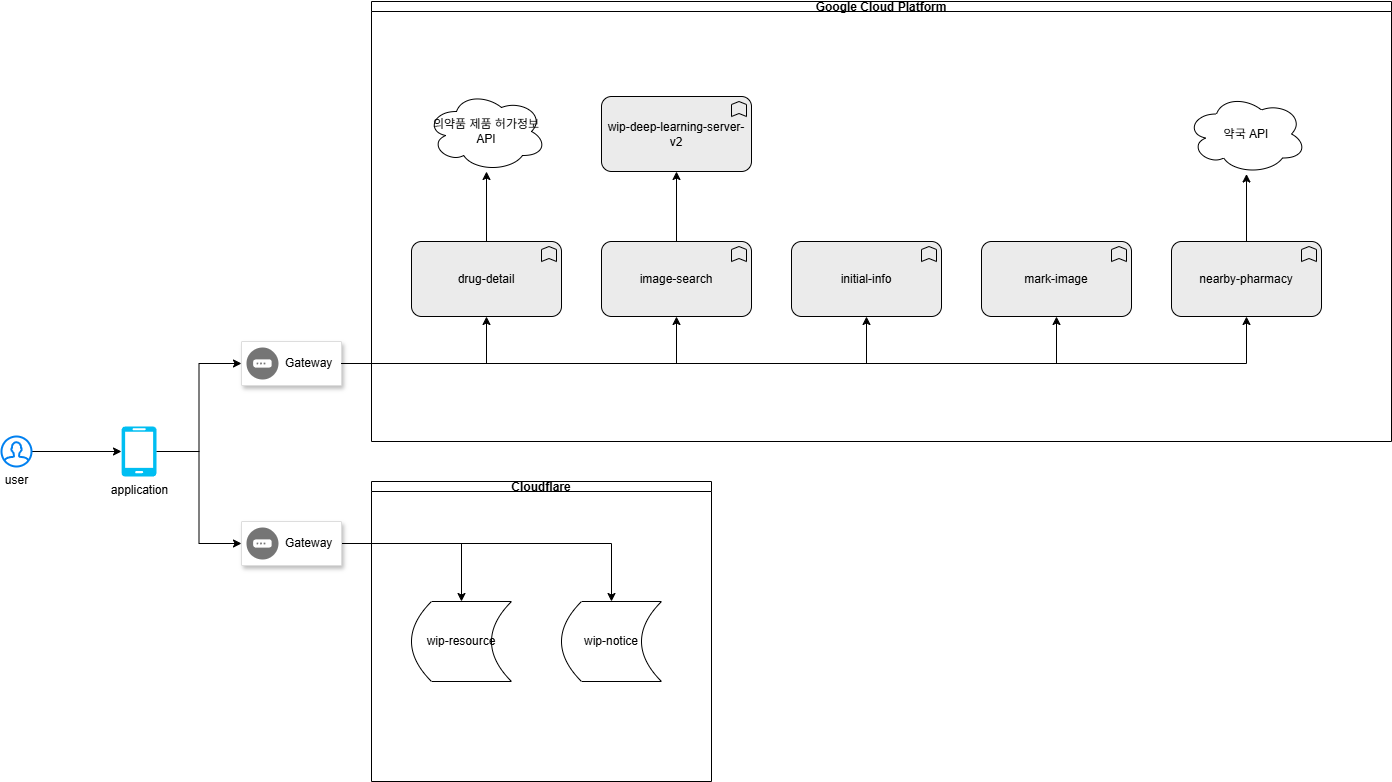 Google Cloud Platform
의약품 제품 허가정보
API
wip-deep-learning-server-
v2
약국 API
drug-detail
image-search
initial-info
mark-image
nearby-pharmacy
Gateway
user
application
Cloudflare
Gateway
wip-resource
wip-notice